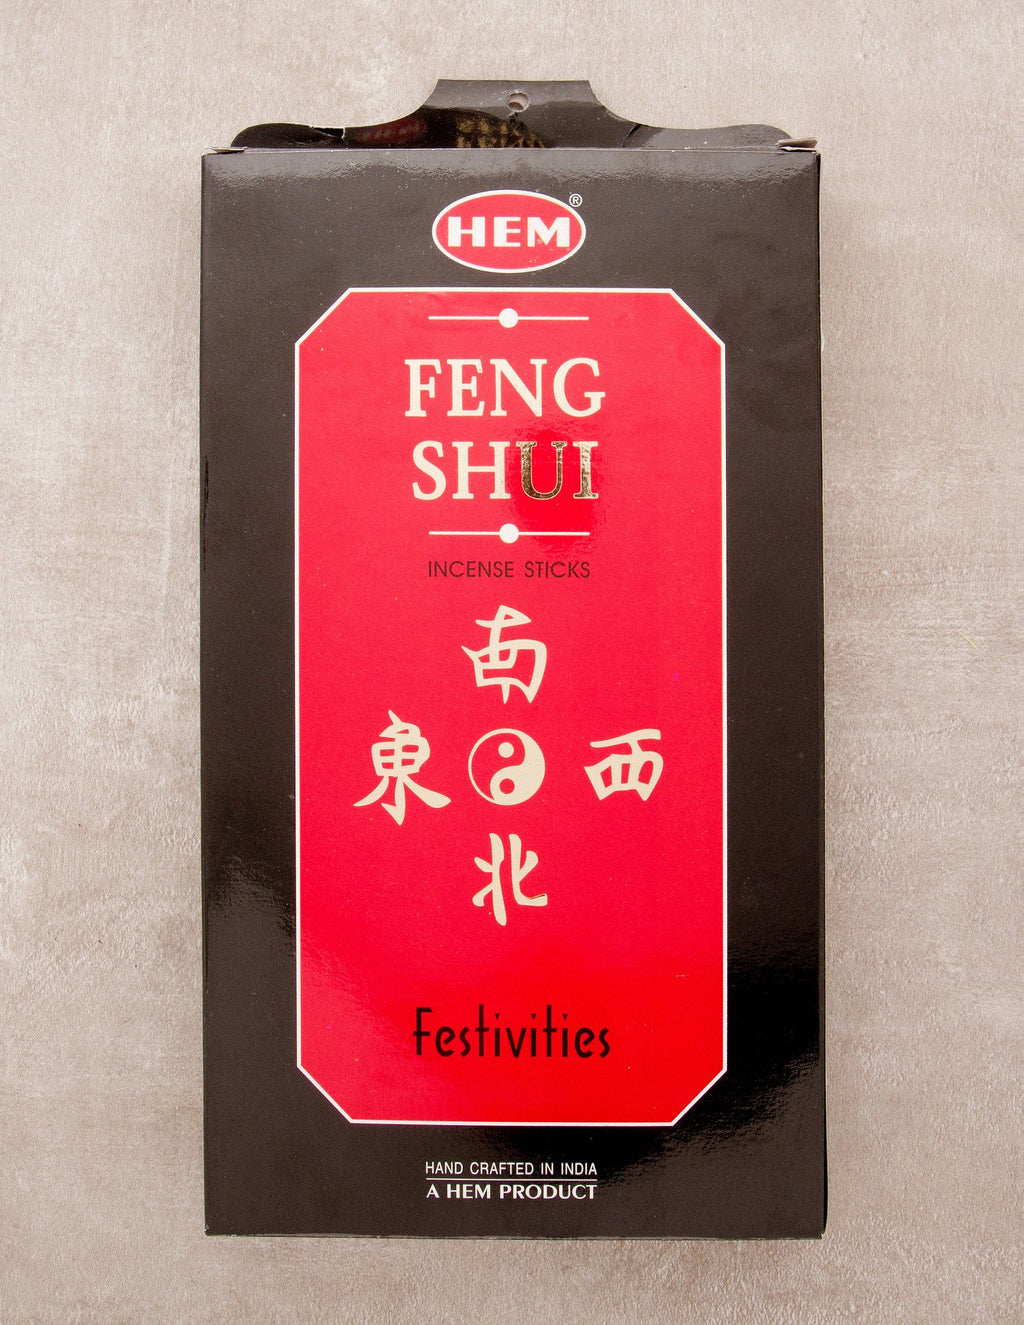 HEM®
FENG
SHUI
INCENSE STICKS
南
東 西
北
Festivities
HAND CRAFTED IN INDIA
A HEM PRODUCT